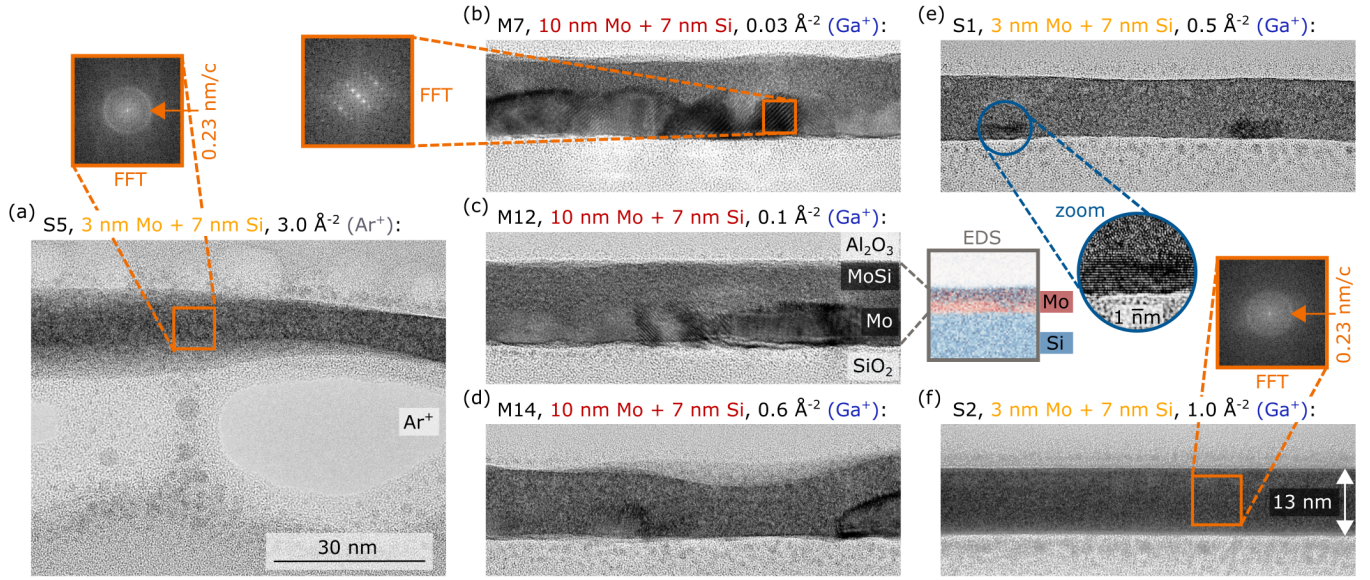 (b) M7, 10 nm Mo + 7 nm Si, 0.03 Å⁻² (Ga⁺):
(e) S1, 3 nm Mo + 7 nm Si, 0.5 Å⁻² (Ga⁺):
0.23 nm/c
FFT
FFT
(a) S5, 3 nm Mo + 7 nm Si, 3.0 Å⁻² (Ar⁺):
Ar⁺
30 nm
(c) M12, 10 nm Mo + 7 nm Si, 0.1 Å⁻² (Ga⁺):
Al₂O₃
MoSi
Mo
SiO₂
EDS
Mo
Si
zoom
1 nm
0.23 nm/c
FFT
(d) M14, 10 nm Mo + 7 nm Si, 0.6 Å⁻² (Ga⁺):
(f) S2, 3 nm Mo + 7 nm Si, 1.0 Å⁻² (Ga⁺):
13 nm